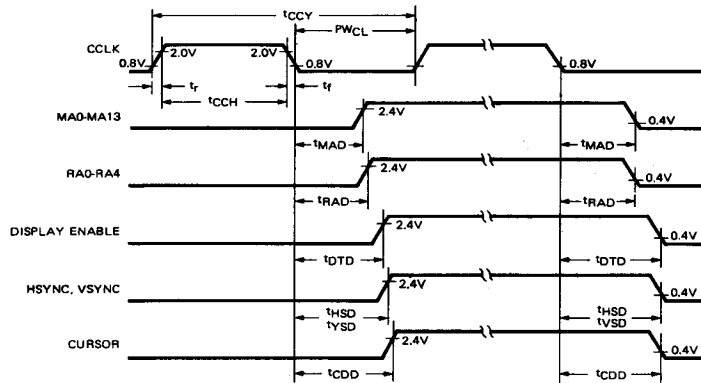 tCCY
PWCL
CCLK
2.0V 2.0V
0.8V 0.8V 0.8V
tr tf
tCCH
MA0-MA13
2.4V 0.4V
tMAD tMAD
RA0-RA4
2.4V 0.4V
tRAD tRAD
DISPLAY ENABLE
2.4V 0.4V
tDTD tDTD
HSYNC, VSYNC
2.4V 0.4V
tHSD tHSD
tYSD tVSD
CURSOR
2.4V 0.4V
tCDD tCDD